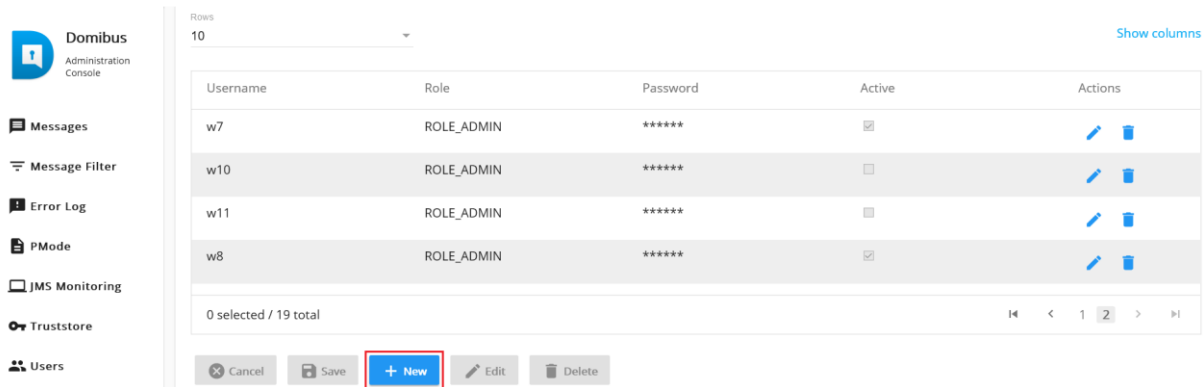 Domibus
Administration
Console
Messages
Message Filter
Error Log
PMode
JMS Monitoring
Truststore
Users
Rows
10
Show columns
Username Role Password Active Actions
w7 ROLE_ADMIN ******
w10 ROLE_ADMIN ******
w11 ROLE_ADMIN ******
w8 ROLE_ADMIN ******
0 selected / 19 total 1 2
Cancel Save + New Edit Delete